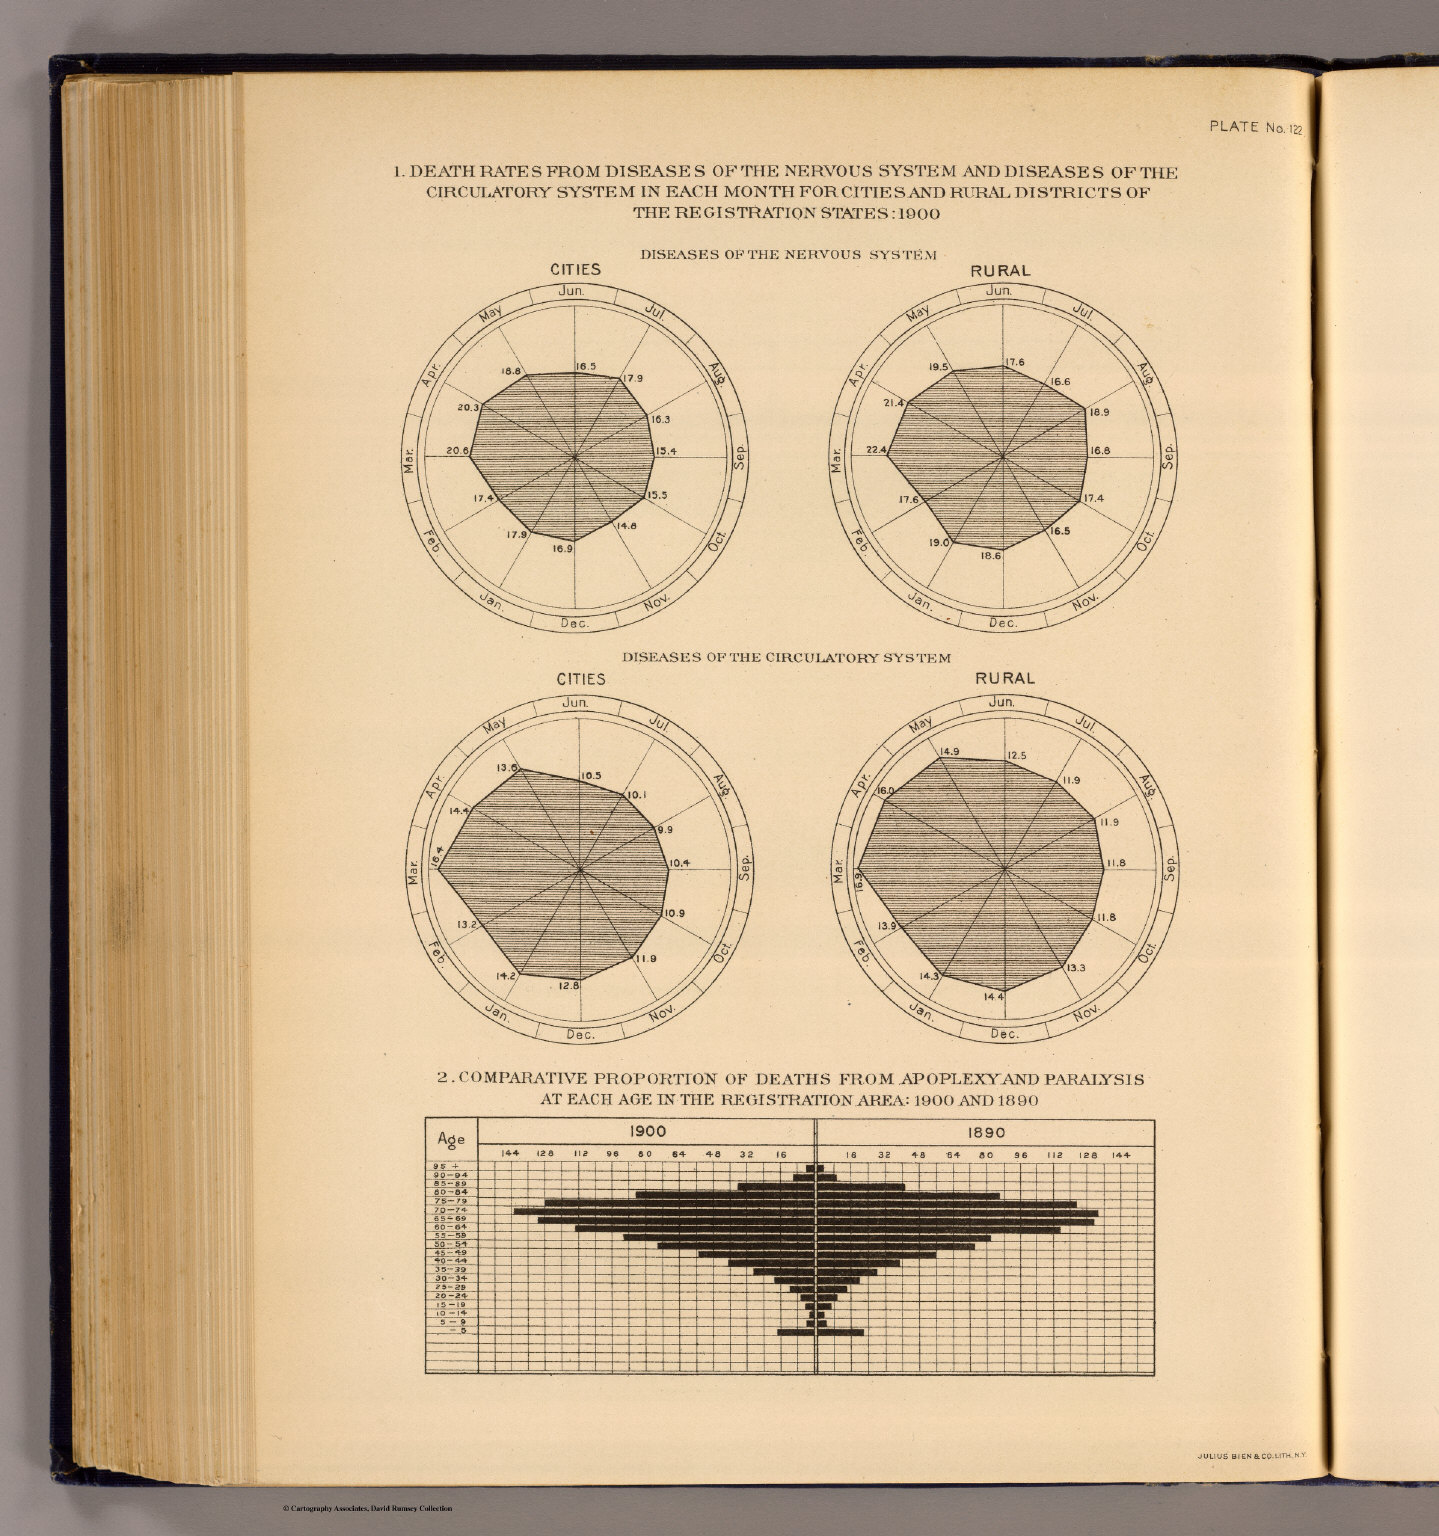 PLATE No. 122
1. DEATH RATES FROM DISEASES OF THE NERVOUS SYSTEM AND DISEASES OF THE
CIRCULATORY SYSTEM IN EACH MONTH FOR CITIES AND RURAL DISTRICTS OF
THE REGISTRATION STATES: 1900
DISEASES OF THE NERVOUS SYSTEM
CITIES
Jun.
Jul.
Aug.
Sep.
Oct.
Nov.
Dec.
Jan.
Feb.
Mar.
Apr.
May
16.5
17.9
16.3
15.4
15.5
14.8
16.9
17.9
17.4
20.6
20.3
18.8
RURAL
Jun.
Jul.
Aug.
Sep.
Oct.
Nov.
Dec.
Jan.
Feb.
Mar.
Apr.
May
17.6
16.6
18.9
16.8
17.4
16.5
18.6
19.0
17.6
22.4
21.4
19.5
DISEASES OF THE CIRCULATORY SYSTEM
CITIES
Jun.
Jul.
Aug.
Sep.
Oct.
Nov.
Dec.
Jan.
Feb.
Mar.
Apr.
May
10.5
10.1
9.9
10.4
10.9
11.9
12.8
14.2
13.2
16.4
14.4
13.6
RURAL
Jun.
Jul.
Aug.
Sep.
Oct.
Nov.
Dec.
Jan.
Feb.
Mar.
Apr.
May
12.5
11.9
11.9
11.8
11.8
13.3
14.4
14.3
13.9
16.9
16.0
14.9
2. COMPARATIVE PROPORTION OF DEATHS FROM APOPLEXY AND PARALYSIS
AT EACH AGE IN THE REGISTRATION AREA: 1900 AND 1890
Age 1900 1890
144 128 112 96 80 64 48 32 16 16 32 48 64 80 96 112 128 144
95 +
90-94
85-89
80-84
75-79
70-74
65-69
60-64
55-59
50-54
45-49
40-44
35-39
30-34
25-29
20-24
15-19
10-14
5-9
-5
JULIUS BIEN & CO. LITH. N.Y.
© Cartography Associates, David Rumsey Collection